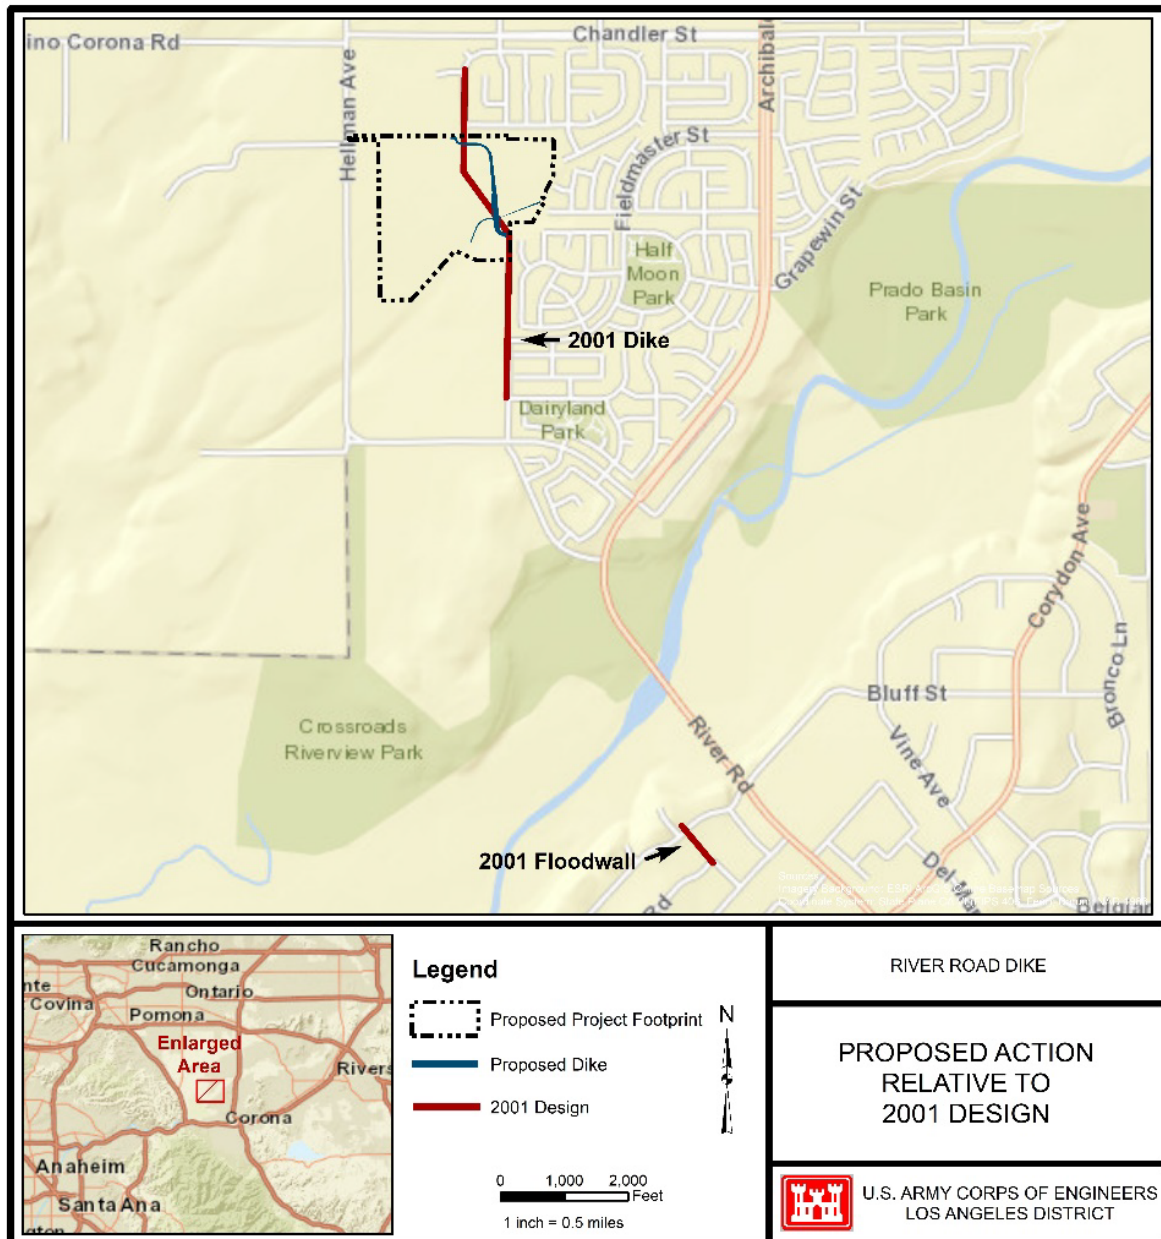 ino Corona Rd
Chandler St
Hellman Ave
Archibald
Fieldmaster St
Grapewin St
Half
Moon
Park
Prado Basin
Park
2001 Dike
Dairyland
Park
Corydon Ave
Bronco Ln
Bluff St
Vine Ave
Crossroads
Riverview Park
River Rd
2001 Floodwall
Rd
Rancho
Cucamonga
nte
Covina
Ontario
Pomona
Enlarged
Area
Rivers
Corona
Anaheim
Santa Ana
Legend
Proposed Project Footprint
Proposed Dike
2001 Design
N
0 1,000 2,000
Feet
1 inch = 0.5 miles
RIVER ROAD DIKE
PROPOSED ACTION
RELATIVE TO
2001 DESIGN
U.S. ARMY CORPS OF ENGINEERS
LOS ANGELES DISTRICT